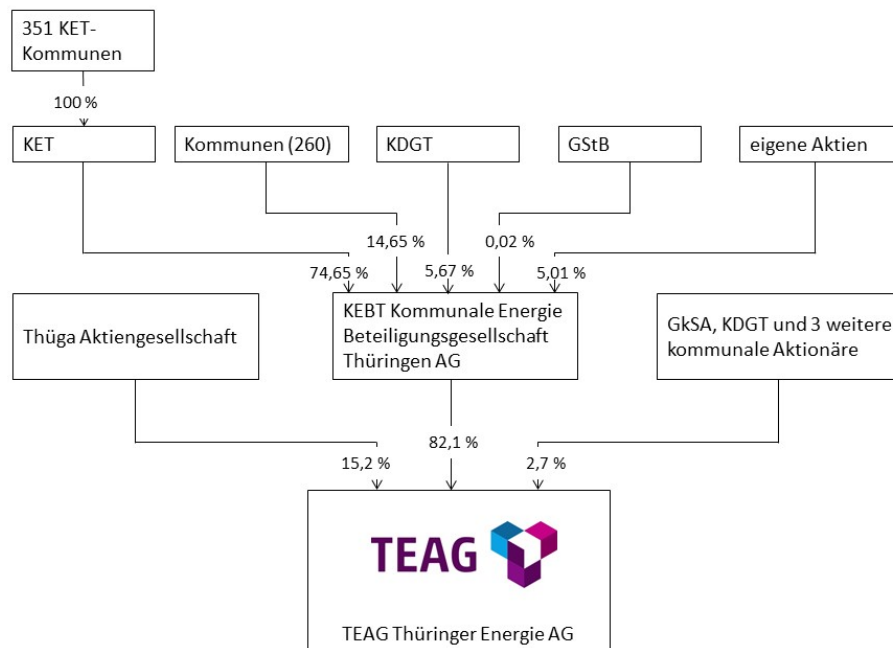 351 KET-
Kommunen
100 %
KET
Kommunen (260)
KDGT
GStB
eigene Aktien
14,65 %
0,02 %
74,65 %
5,67 %
5,01 %
Thüga Aktiengesellschaft
KEBT Kommunale Energie
Beteiligungsgesellschaft
Thüringen AG
GkSA, KDGT und 3 weitere
kommunale Aktionäre
82,1 %
15,2 %
2,7 %
TEAG
TEAG Thüringer Energie AG